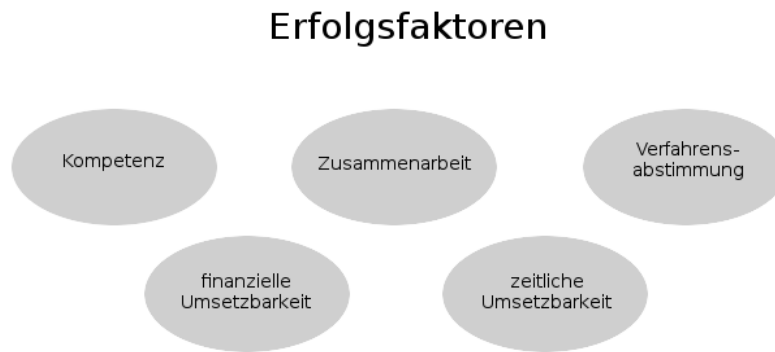 Erfolgsfaktoren
Kompetenz
Zusammenarbeit
Verfahrens-
abstimmung
finanzielle
Umsetzbarkeit
zeitliche
Umsetzbarkeit